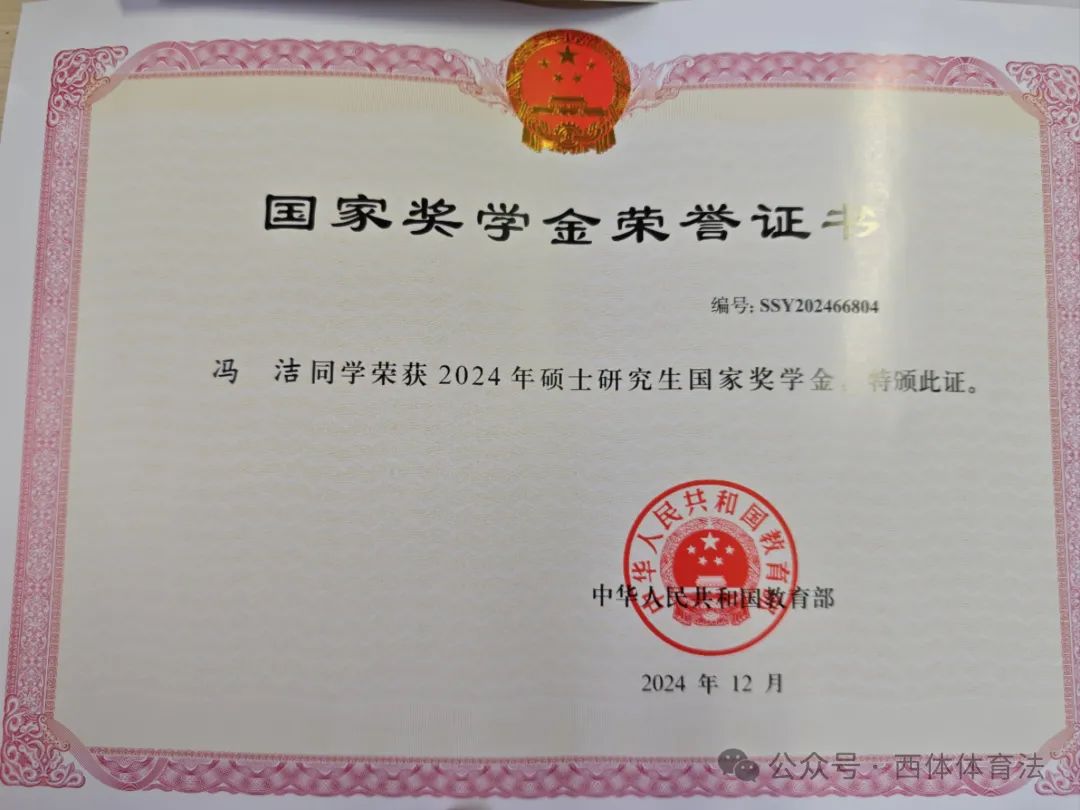 国家奖学金荣誉证书
编号: SSY202466804
冯 洁同学荣获2024年硕士研究生国家奖学金，特颁此证。
中华人民共和国教育部
中华人民共和国教育部
2024 年 12 月
公众号·西体体育法